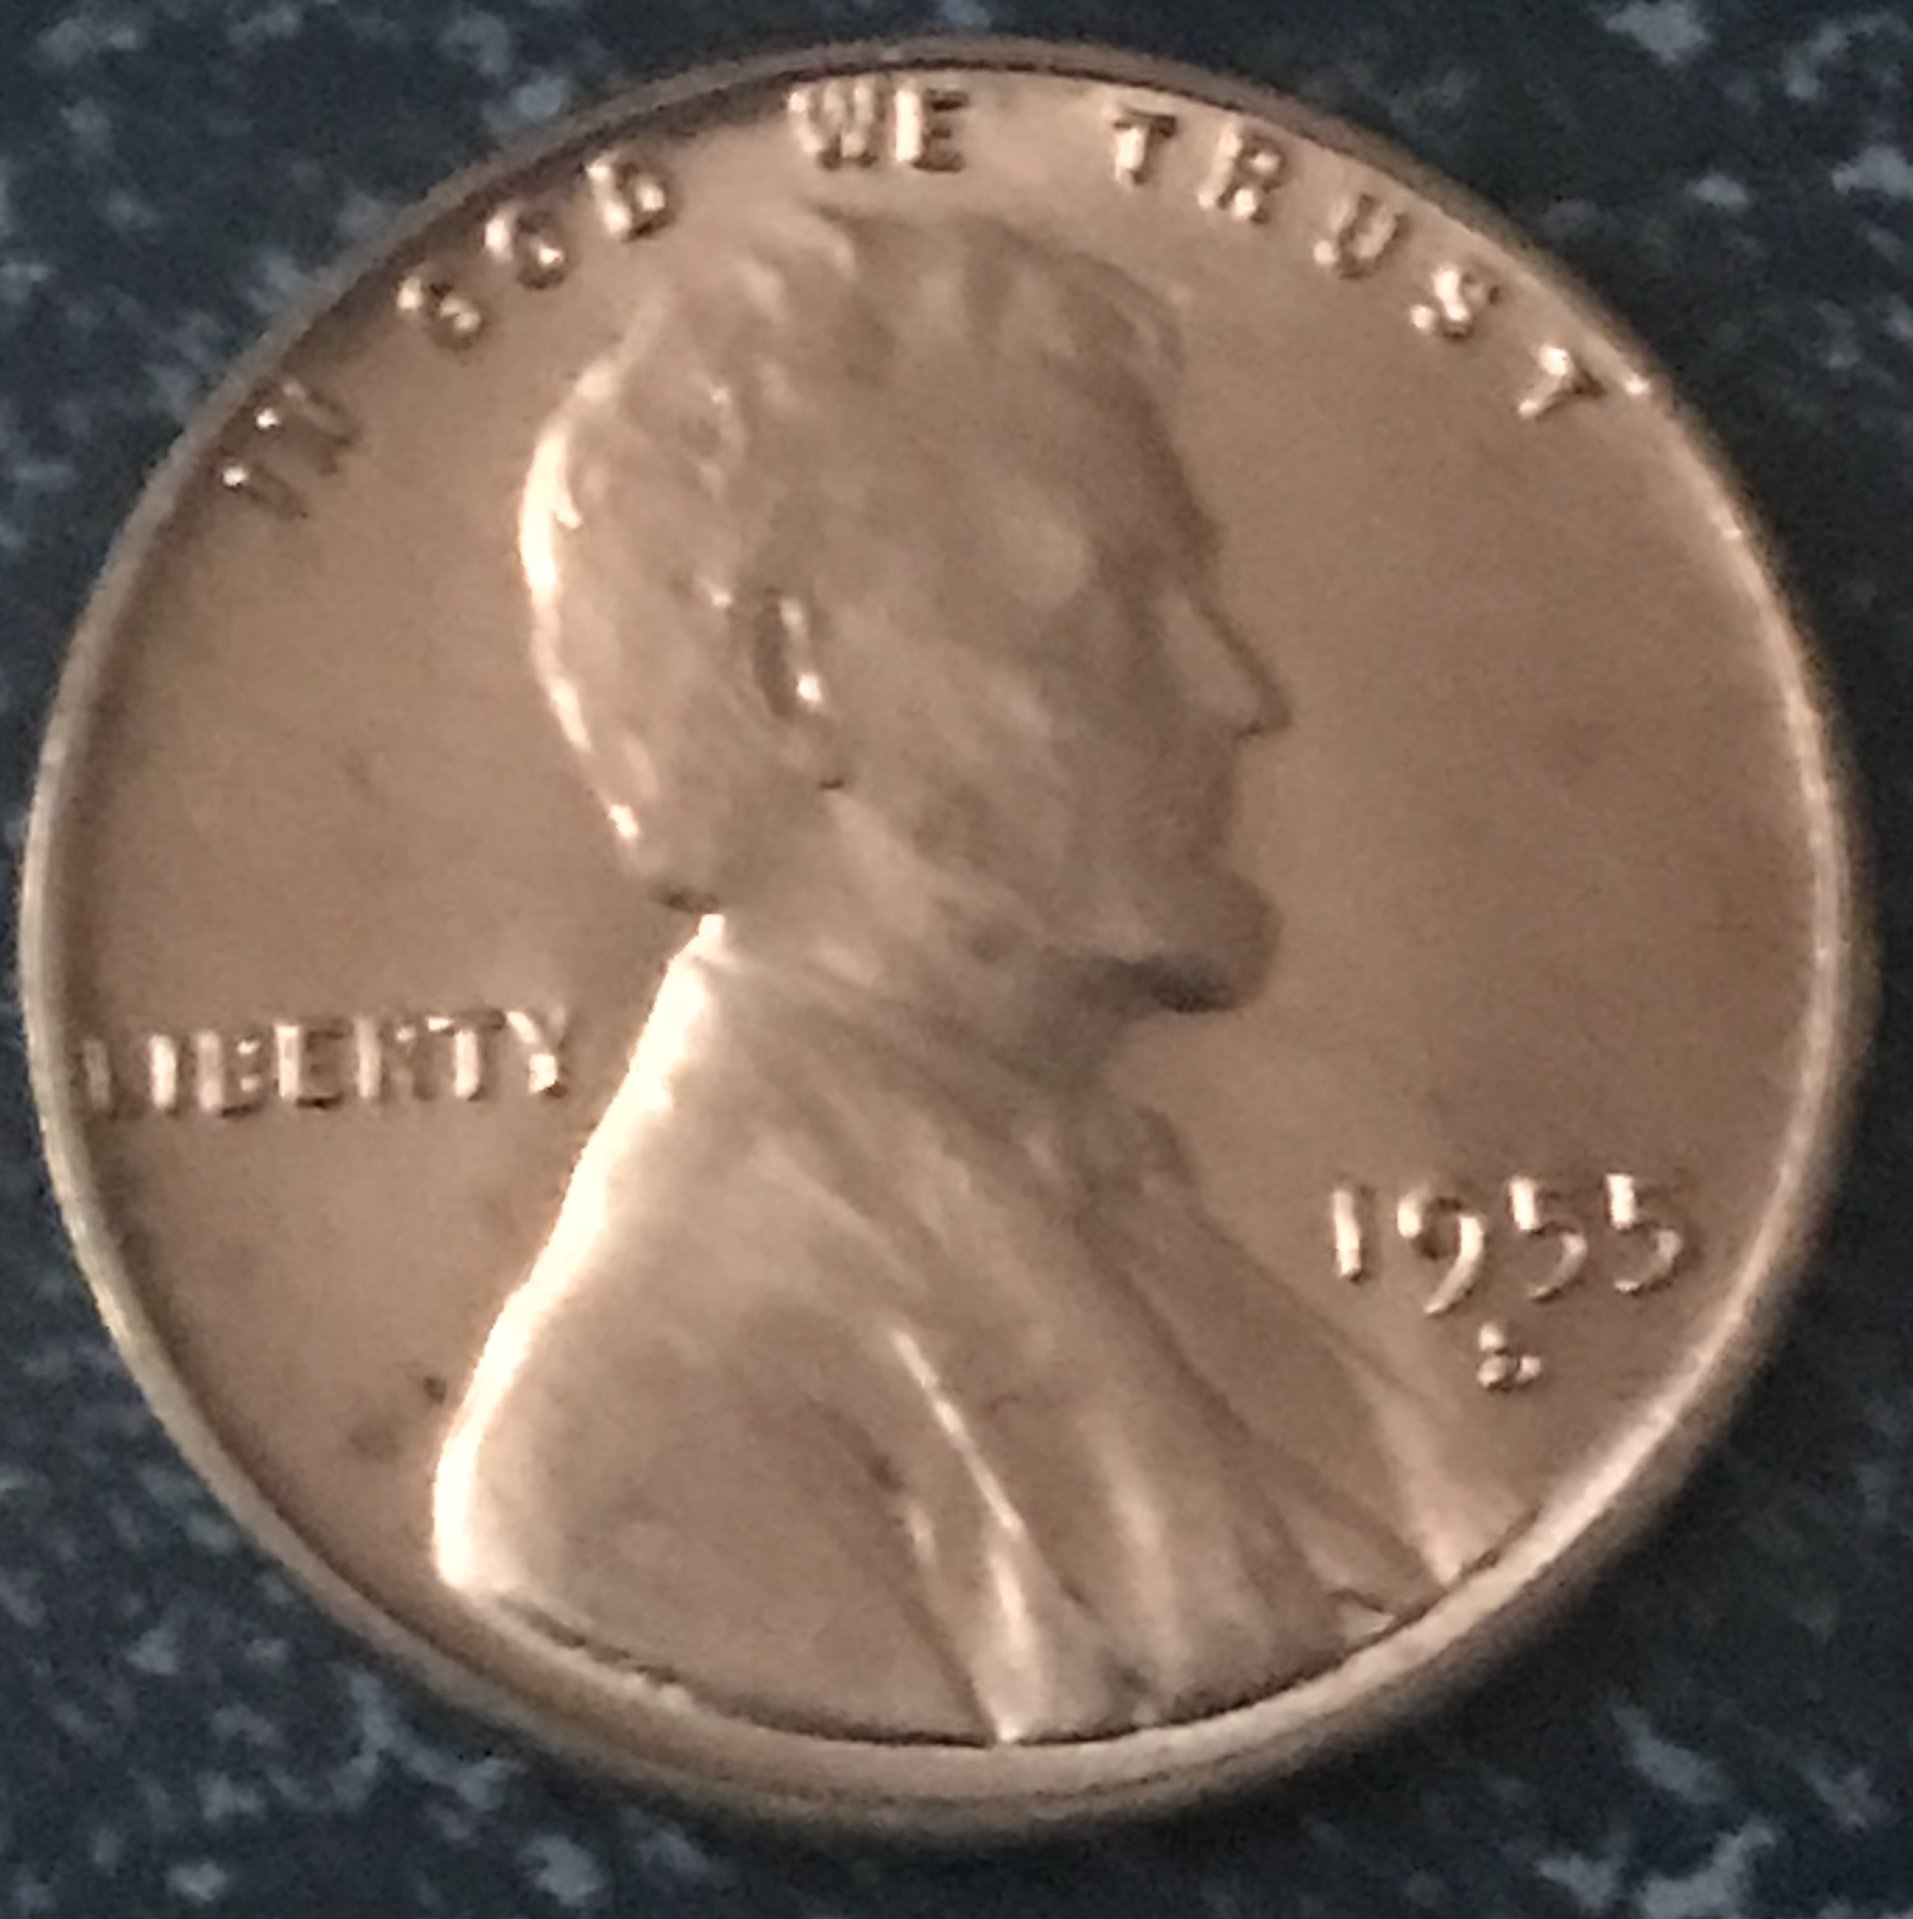 IN GOD WE TRUST
LIBERTY
1955
D